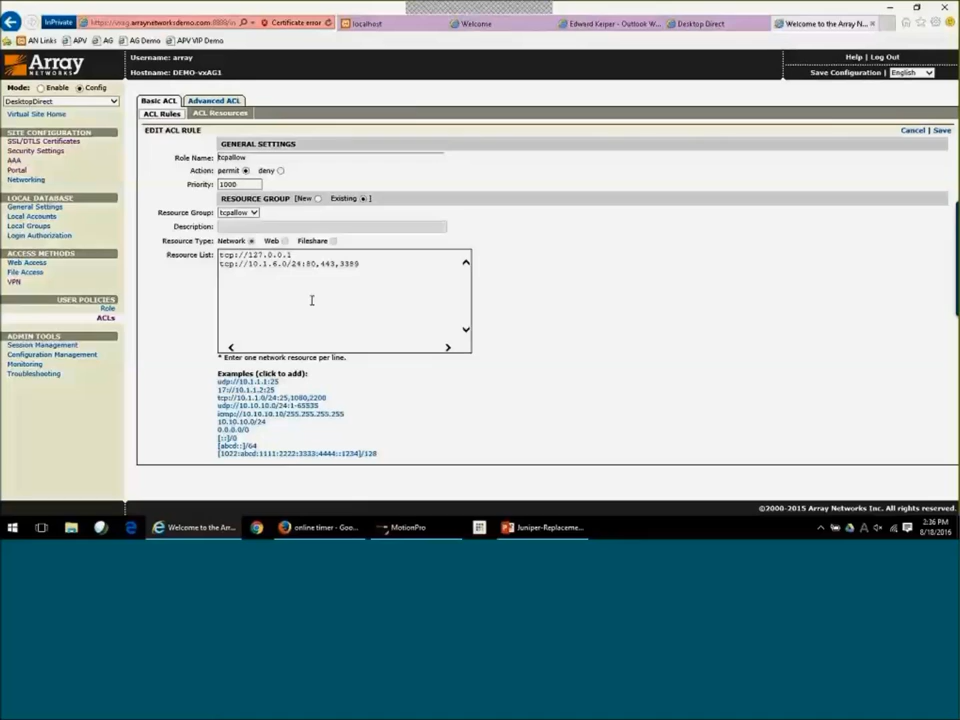 InPrivate
arraynetworksdemo.com:8888/n
Certificate error
localhost
Welcome
Edward Keiper - Outlook W...
Desktop Direct
Welcome to the Array N...
AN Links
APV
AG
AG Demo
APV VIP Demo
Array
NETWORKS
Username: array
Hostname: DEMO-vxAG1
Help | Log Out
Save Configuration | English
Mode: Enable Config
DesktopDirect
Virtual Site Home
SITE CONFIGURATION
SSL/DTLS Certificates
Security Settings
AAA
Portal
Networking
LOCAL DATABASE
General Settings
Local Accounts
Local Groups
Login Authorization
ACCESS METHODS
Web Access
File Access
VPN
USER POLICIES
Role
ACLs
ADMIN TOOLS
Session Management
Configuration Management
Monitoring
Troubleshooting
Basic ACL
Advanced ACL
ACL Rules
ACL Resources
EDIT ACL RULE
Cancel | Save
GENERAL SETTINGS
Role Name: tcpallow
Action: permit deny
Priority: 1000
RESOURCE GROUP [New Existing ]
Resource Group: tcpallow
Description:
Resource Type: Network Web Fileshare
Resource List: tcp://127.0.0.1
tcp://10.1.6.0/24:80,443,3389
* Enter one network resource per line.
Examples (click to add):
udp://10.1.1.1:25
17://10.1.1.2:25
tcp://10.1.1.0/24:25,1080,2200
udp://10.10.10.0/24:1-65535
icmp://10.10.10.10/255.255.255.255
10.10.10.0/24
0.0.0.0/0
[::]/0
[abcd::]/64
[1022:abcd:1111:2222:3333:4444::1234]/128
©2000-2015 Array Networks Inc. All rights reserved.
Welcome to the Arr...
online timer - Goo...
MotionPro
Juniper-Replaceme...
2:36 PM
8/18/2016